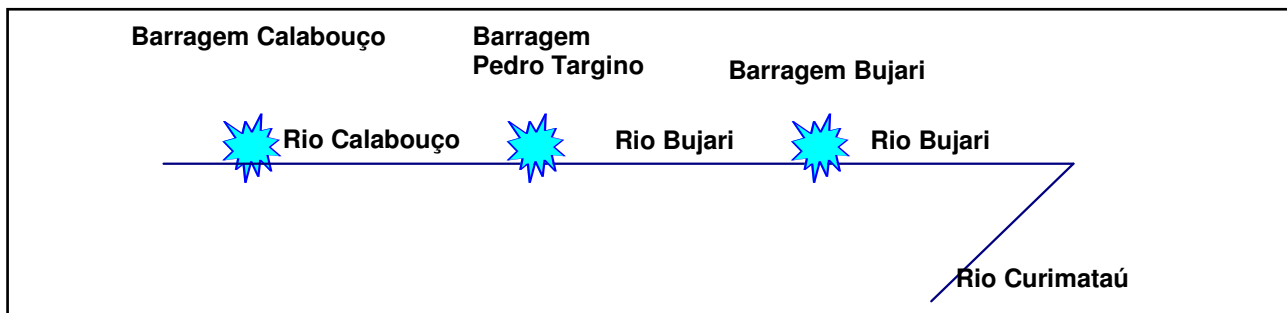 Barragem Calabouço
Barragem
Pedro Targino
Barragem Bujari
Rio Calabouço
Rio Bujari
Rio Bujari
Rio Curimataú